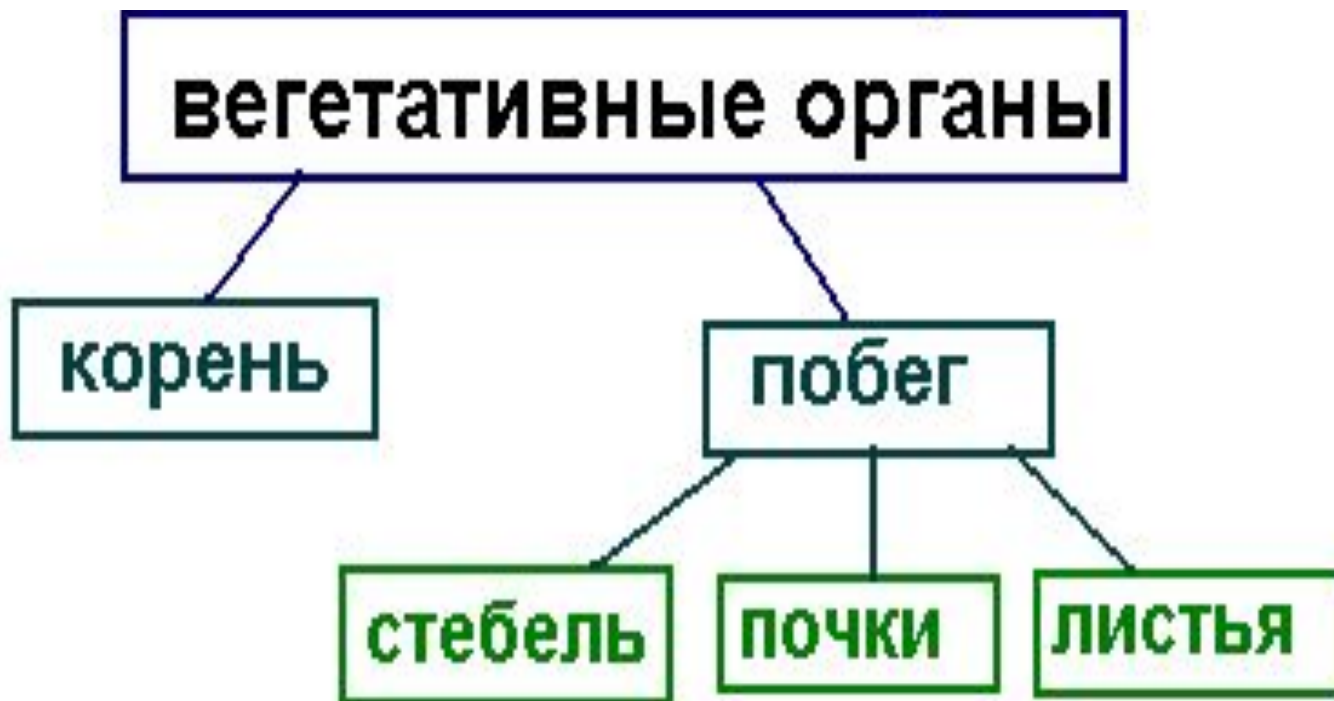 вегетативные органы
корень
побег
стебель
почки
листья